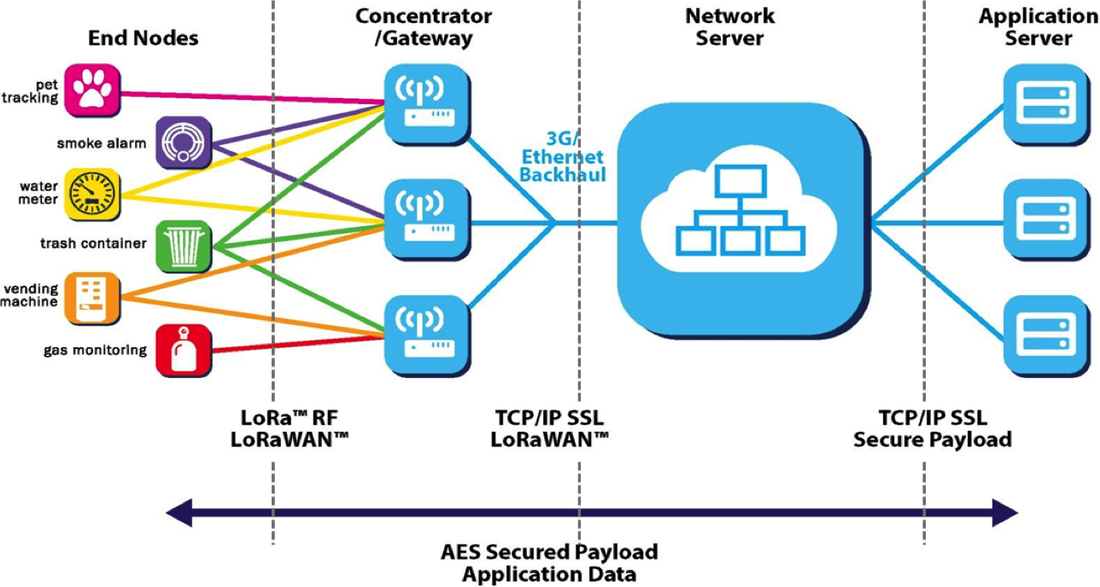 End Nodes
Concentrator
/Gateway
Network
Server
Application
Server
pet
tracking
smoke alarm
water
meter
trash container
vending
machine
gas monitoring
3G/
Ethernet
Backhaul
LoRa™ RF
LoRaWAN™
TCP/IP SSL
LoRaWAN™
TCP/IP SSL
Secure Payload
AES Secured Payload
Application Data